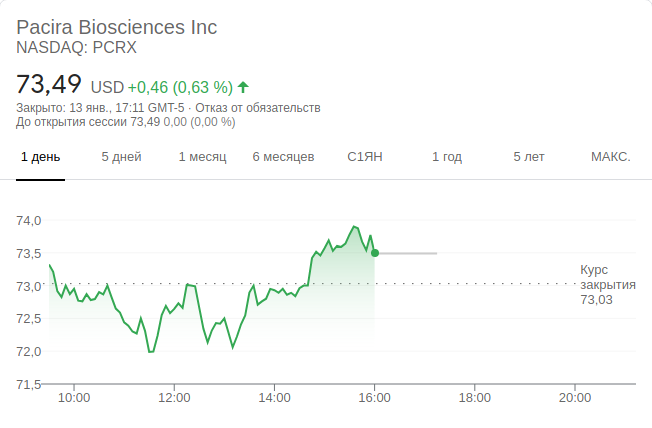 Pacira Biosciences Inc
NASDAQ: PCRX
73,49 USD +0,46 (0,63 %)
Закрыто: 13 янв., 17:11 GMT-5 · Отказ от обязательств
До открытия сессии 73,49 0,00 (0,00 %)
1 день 5 дней 1 месяц 6 месяцев С1ЯН 1 год 5 лет МАКС.
74,0
73,5
73,0
72,5
72,0
71,5
Курс
закрытия
73,03
10:00 12:00 14:00 16:00 18:00 20:00